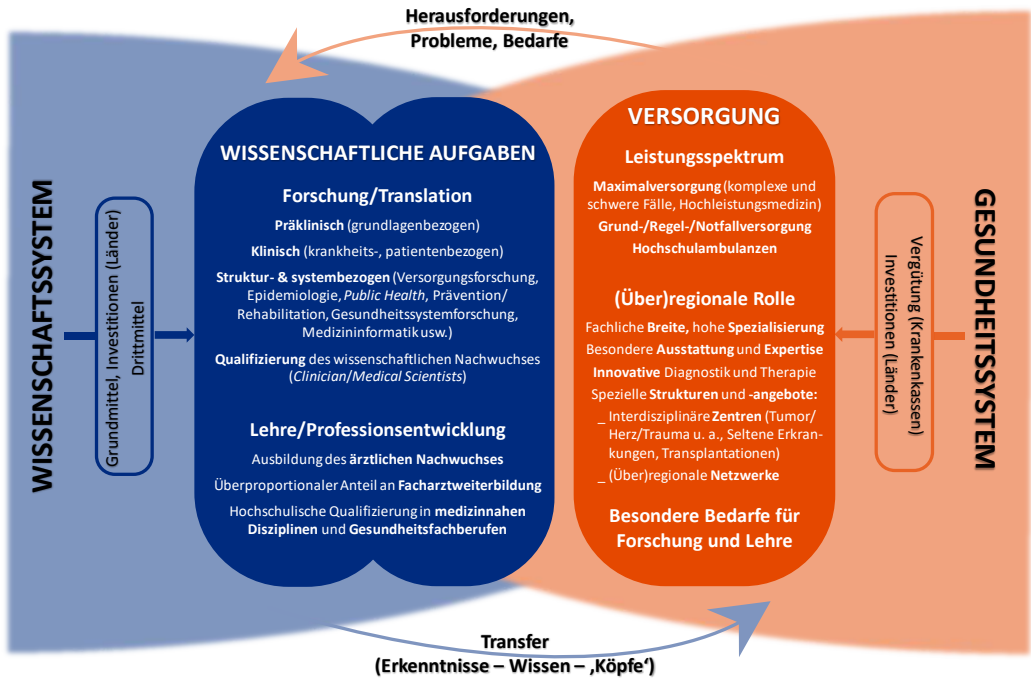 Herausforderungen,
Probleme, Bedarfe
WISSENSCHAFTSSYSTEM
Grundmittel, Investitionen (Länder)
Drittmittel
WISSENSCHAFTLICHE AUFGABEN
Forschung/Translation
Präklinisch (grundlagenbezogen)
Klinisch (krankheits-, patientenbezogen)
Struktur- & systembezogen (Versorgungsforschung,
Epidemiologie, Public Health, Prävention/
Rehabilitation, Gesundheitssystemforschung,
Medizininformatik usw.)
Qualifizierung des wissenschaftlichen Nachwuchses
(Clinician/Medical Scientists)
Lehre/Professionsentwicklung
Ausbildung des ärztlichen Nachwuchses
Überproportionaler Anteil an Facharztweiterbildung
Hochschulische Qualifizierung in medizinnahen
Disziplinen und Gesundheitsfachberufen
VERSORGUNG
Leistungsspektrum
Maximalversorgung (komplexe und
schwere Fälle, Hochleistungsmedizin)
Grund-/Regel-/Notfallversorgung
Hochschulambulanzen
(Über)regionale Rolle
Fachliche Breite, hohe Spezialisierung
Besondere Ausstattung und Expertise
Innovative Diagnostik und Therapie
Spezielle Strukturen und -angebote:
_ Interdisziplinäre Zentren (Tumor/
Herz/Trauma u. a., Seltene Erkran-
kungen, Transplantationen)
_ (Über)regionale Netzwerke
Besondere Bedarfe für
Forschung und Lehre
Vergütung (Krankenkassen)
Investitionen (Länder)
GESUNDHEITSSYSTEM
Transfer
(Erkenntnisse – Wissen – ‚Köpfe‘)